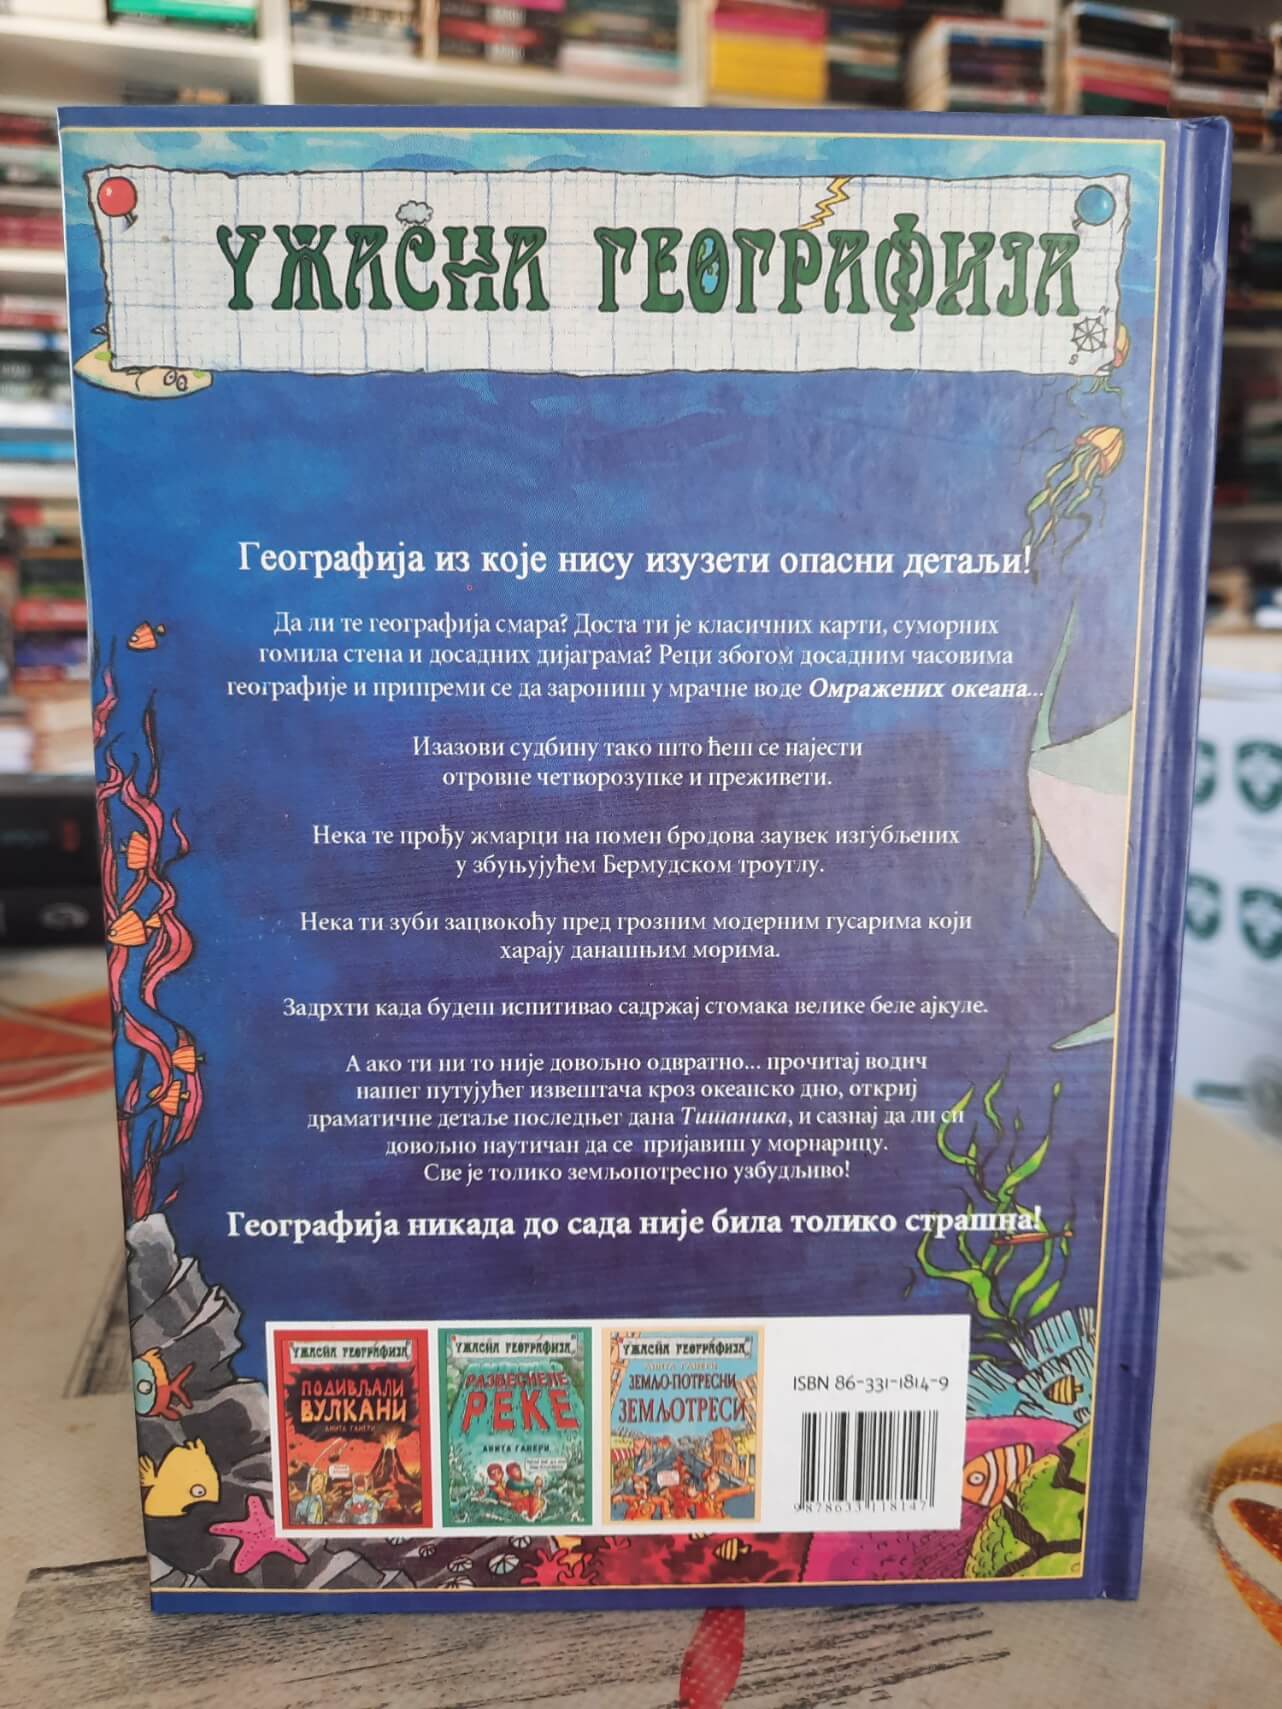 УЖАСНА ГЕОГРАФИЈА
Географија из које нису изузети опасни детаљи!
Да ли те географија смара? Доста ти је класичних карти, суморних
гомила стена и досадних дијаграма? Реци збогом досадним часовима
географије и припреми се да зарониш у мрачне воде Омражених океана...
Изазови судбину тако што ћеш се најести
отровне четворозупке и преживети.
Нека те прођу жмарци на помен бродова заувек изгубљених
у збуњујућем Бермудском троуглу.
Нека ти зуби зацвокоћу пред грозним модерним гусарима који
харају данашњим морима.
Задрхти када будеш испитивао садржај стомака велике беле ајкуле.
А ако ти ни то није довољно одвратно... прочитај водич
нашег путујућег извештача кроз океанско дно, откриј
драматичне детаље последњег дана Титаника, и сазнај да ли си
довољно наутичан да се пријавиш у морнарицу.
Све је толико земљопотресно узбудљиво!
Географија никада до сада није била толико страшна!
УЖАСНА ГЕОГРАФИЈА
ПОДИВЉАЛИ
ВУЛКАНИ
АНИТА ГАНЕРИ
УЖАСНА ГЕОГРАФИЈА
РАЗБЕСНЕЛЕ
РЕКЕ
АНИТА ГАНЕРИ
УЖАСНА ГЕОГРАФИЈА
АНИТА ГАНЕРИ
ЗЕМЉО-ПОТРЕСНИ
ЗЕМЉОТРЕСИ
ISBN 86-331-1814-9
9788633118147